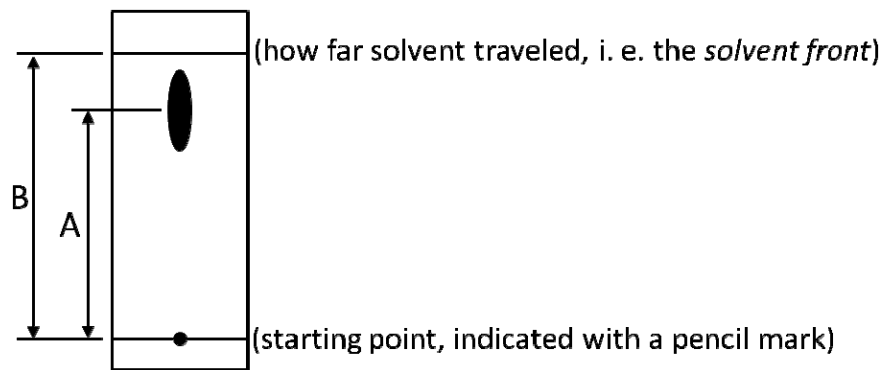 (how far solvent traveled, i. e. the solvent front)
B
A
(starting point, indicated with a pencil mark)